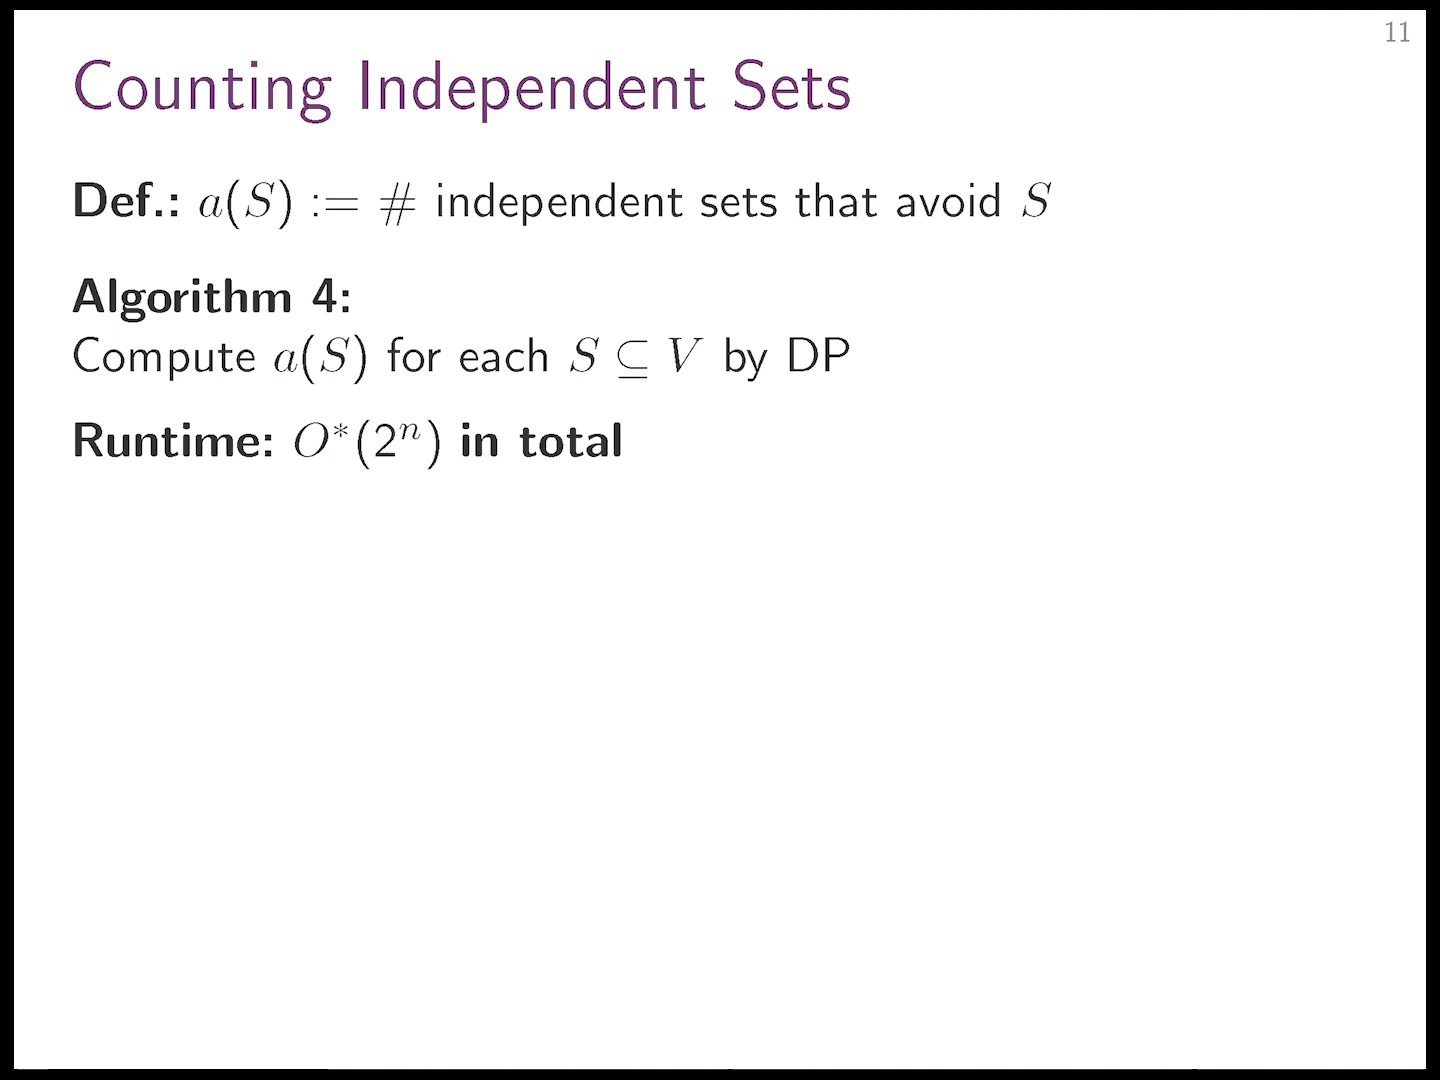 11
Counting Independent Sets
Def.: a(S) := # independent sets that avoid S
Algorithm 4:
Compute a(S) for each S ⊆ V by DP
Runtime: O*(2ⁿ) in total